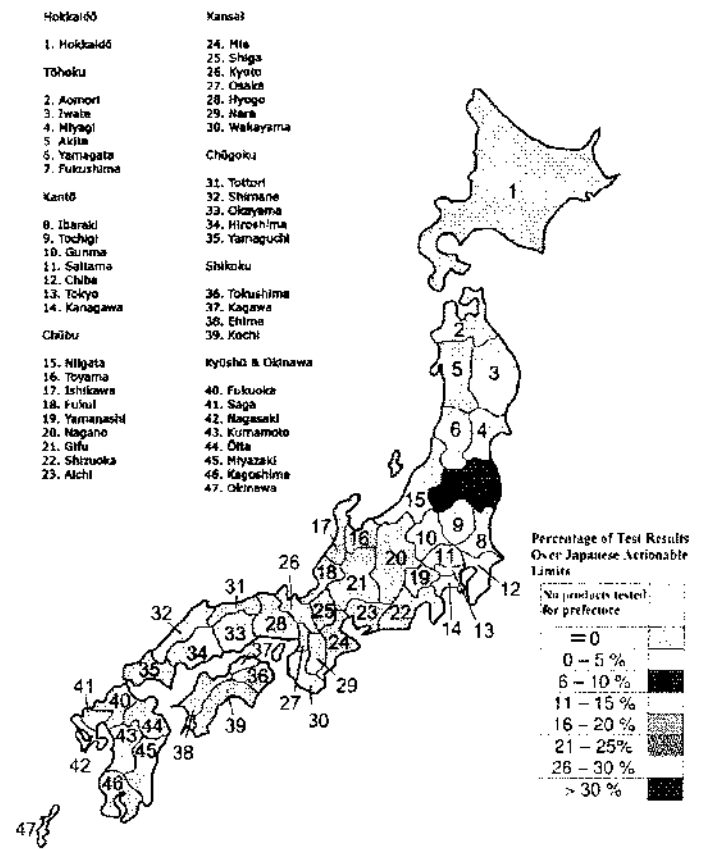 Hokkaidō
1. Hokkaidō
Tōhoku
2. Aomori
3. Iwate
4. Miyagi
5 Akita
6. Yamagata
7. Fukushima
Kantō
8. Ibaraki
9. Tochigi
10. Gunma
11. Saitama
12. Chiba
13. Tokyo
14. Kanagawa
Chūbu
15. Niigata
16. Toyama
17. Ishikawa
18. Fukui
19. Yamanashi
20. Nagano
21. Gifu
22. Shizuoka
23. Aichi
Kansai
24. Mie
25. Shiga
26. Kyoto
27. Osaka
28. Hyogo
29. Nara
30. Wakayama
Chūgoku
31. Tottori
32. Shimane
33. Okayama
34. Hiroshima
35. Yamaguchi
Shikoku
36. Tokushima
37. Kagawa
38. Ehime
39. Kochi
Kyūshū & Okinawa
40. Fukuoka
41. Saga
42. Nagasaki
43. Kumamoto
44. Ōita
45. Miyazaki
46. Kagoshima
47. Okinawa
1
2
5
3
6
4
15
9
8
10
11
17
16
20
18
21
19
12
26
31
25
23
22
14
13
32
28
24
33
34
37
29
35
36
27
30
41
40
44
38
39
43
42
45
46
47
Percentage of Test Results
Over Japanese Actionable
Limits
No products tested
for prefecture
= 0
0 – 5 %
6 – 10 %
11 – 15 %
16 – 20 %
21 – 25%
26 – 30 %
> 30 %